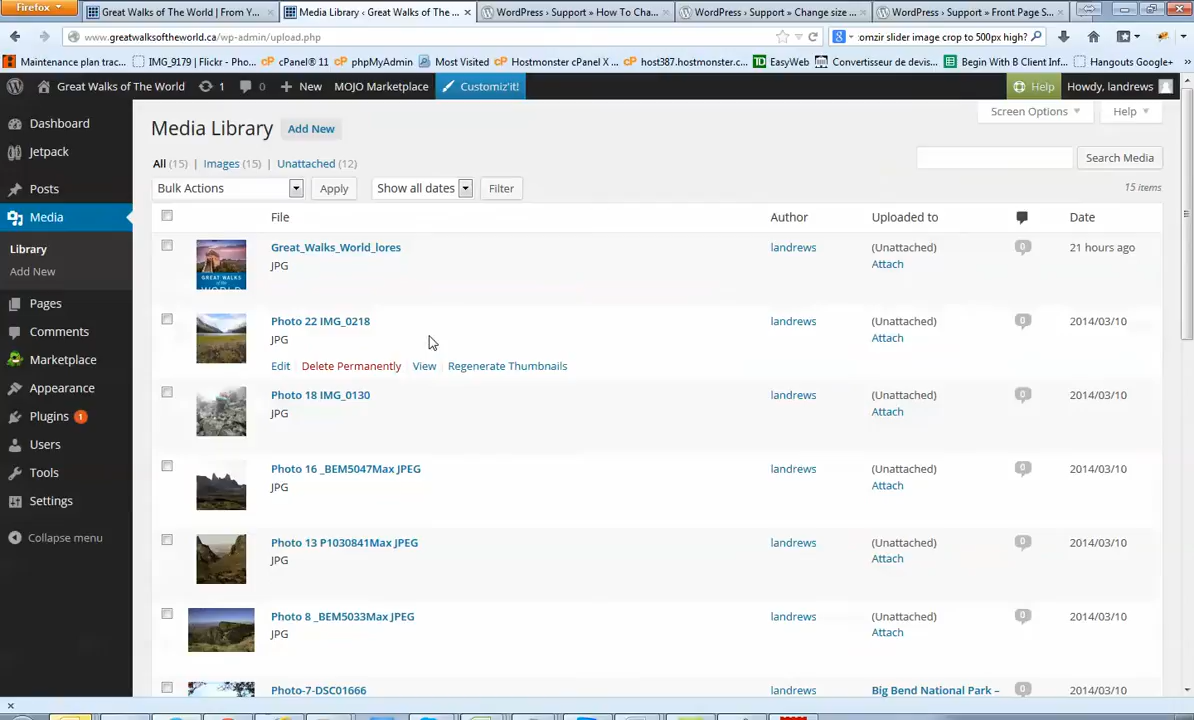 Firefox
Great Walks of The World | From Y...
Media Library ‹ Great Walks of The ...
WordPress › Support » How To Cha...
WordPress › Support » Change size ...
WordPress › Support » Front Page S...
www.greatwalksoftheworld.ca/wp-admin/upload.php
:omzir slider image crop to 500px high?
Maintenance plan trac...
IMG_9179 | Flickr - Pho...
cPanel® 11
phpMyAdmin
Most Visited
Hostmonster cPanel X ...
host387.hostmonster.c...
EasyWeb
Convertisseur de devis...
Begin With B Client Inf...
Hangouts Google+
Great Walks of The World
1
0
New
MOJO Marketplace
Customiz'it!
Help
Howdy, landrews
Dashboard
Jetpack
Posts
Media
Library
Add New
Pages
Comments
Marketplace
Appearance
Plugins 1
Users
Tools
Settings
Collapse menu
Media Library Add New
Screen Options
Help
All (15) | Images (15) | Unattached (12)
Search Media
Bulk Actions
Apply
Show all dates
Filter
15 items
File Author Uploaded to Date
GREAT WALKS
Great_Walks_World_lores landrews (Unattached) 0 21 hours ago
JPG Attach
Photo 22 IMG_0218 landrews (Unattached) 0 2014/03/10
JPG Attach
Edit | Delete Permanently | View | Regenerate Thumbnails
Photo 18 IMG_0130 landrews (Unattached) 0 2014/03/10
JPG Attach
Photo 16 _BEM5047Max JPEG landrews (Unattached) 0 2014/03/10
JPG Attach
Photo 13 P1030841Max JPEG landrews (Unattached) 0 2014/03/10
JPG Attach
Photo 8 _BEM5033Max JPEG landrews (Unattached) 0 2014/03/10
JPG Attach
Photo-7-DSC01666 landrews Big Bend National Park – 0 2014/03/10